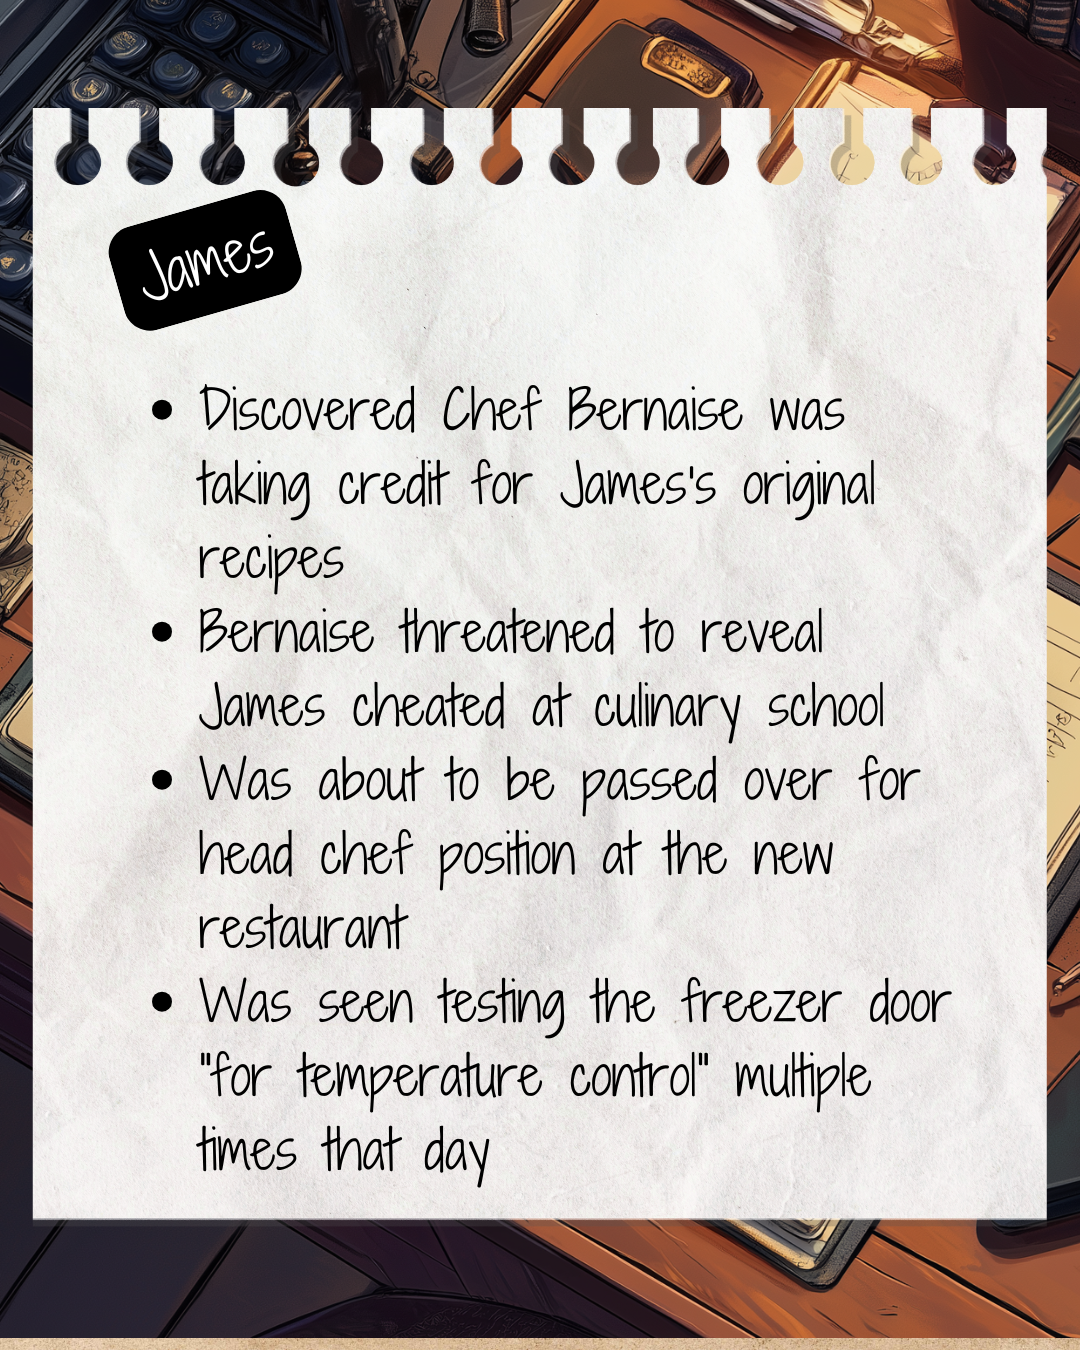 James
• Discovered Chef Bernaise was
taking credit for James's original
recipes
• Bernaise threatened to reveal
James cheated at culinary school
• Was about to be passed over for
head chef position at the new
restaurant
• Was seen testing the freezer door
"for temperature control" multiple
times that day